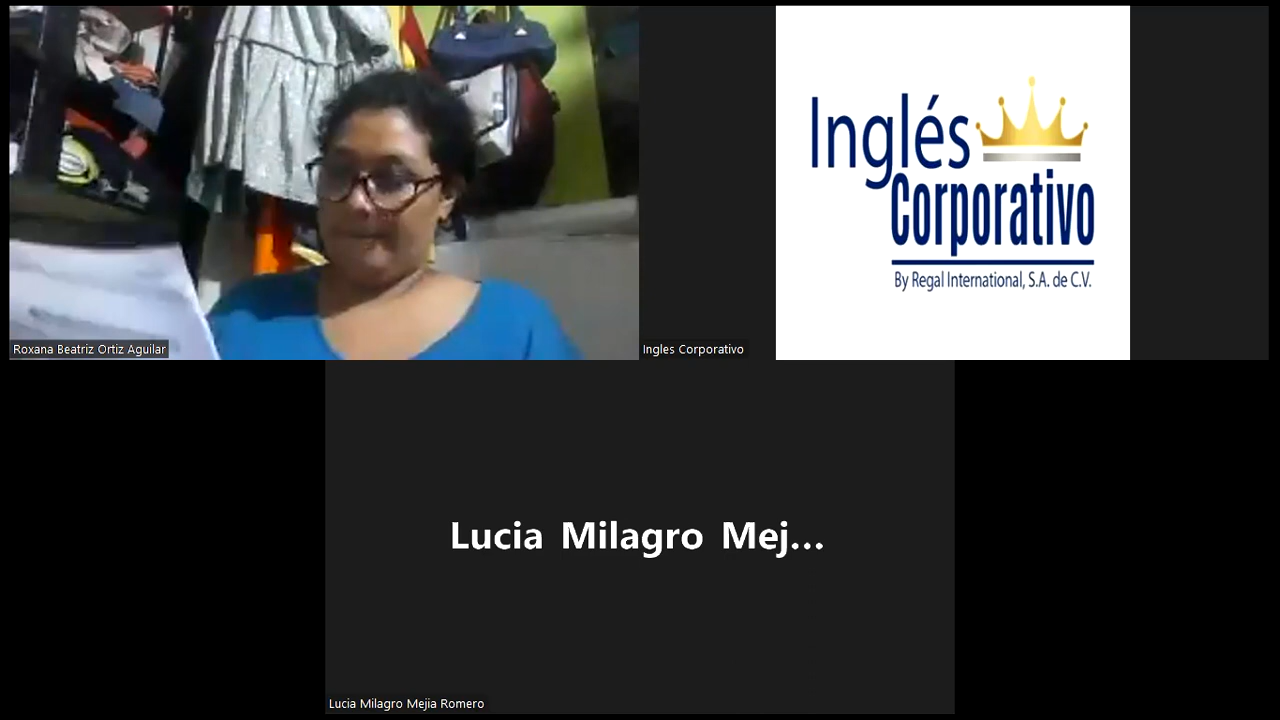 Inglés
Corporativo
By Regal International, S.A. de C.V.
Roxana Beatriz Ortiz Aguilar
Ingles Corporativo
Lucia Milagro Mej...
Lucia Milagro Mejia Romero